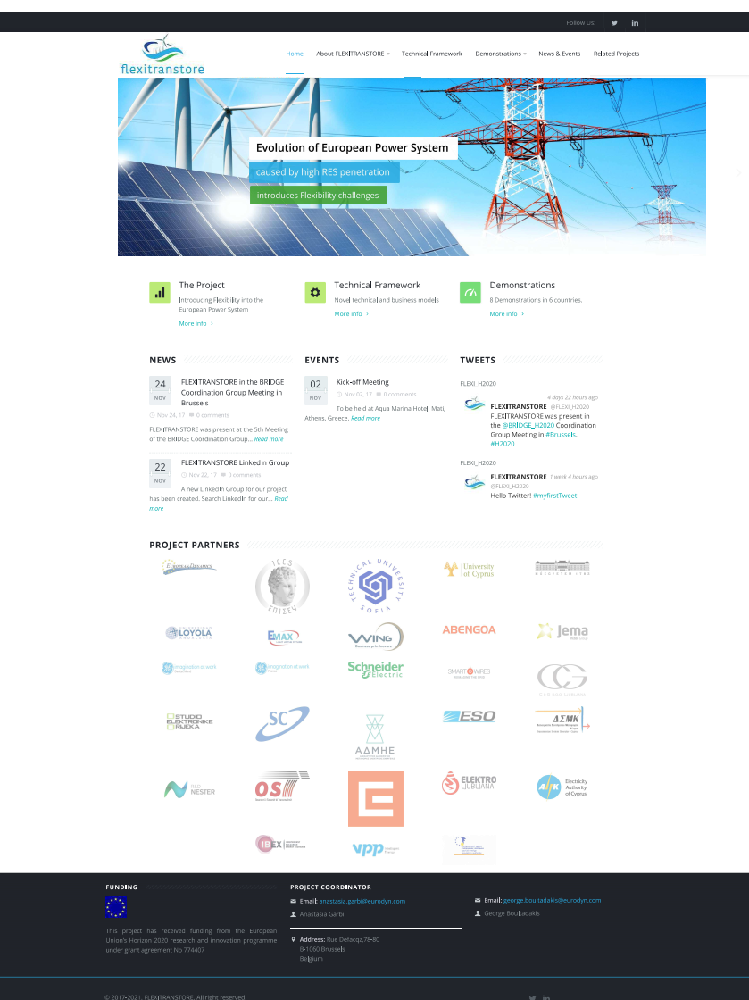 Follow Us:
flexitranstore
Home About FLEXITRANSTORE Technical Framework Demonstrations News & Events Related Projects
Evolution of European Power System
caused by high RES penetration
introduces Flexibility challenges
The Project
Introducing Flexibility into the
European Power System
More info
Technical Framework
Novel technical and business models
More info
Demonstrations
8 Demonstrations in 6 countries.
More info
NEWS
24
NOV
FLEXITRANSTORE in the BRIDGE
Coordination Group Meeting in
Brussels
Nov 24, 17 0 comments
FLEXITRANSTORE was present at the 5th Meeting
of the BRIDGE Coordination Group... Read more
22
NOV
FLEXITRANSTORE LinkedIn Group
Nov 22, 17 0 comments
A new LinkedIn Group for our project
has been created. Search LinkedIn for our... Read
more
EVENTS
02
NOV
Kick-off Meeting
Nov 02, 17 0 comments
To be held at Aqua Marina Hotel, Mati,
Athens, Greece. Read more
TWEETS
FLEXI_H2020
4 days 22 hours ago
FLEXITRANSTORE @FLEXI_H2020
FLEXITRANSTORE was present in
the @BRIDGE_H2020 Coordination
Group Meeting in #Brussels.
#H2020
FLEXI_H2020
FLEXITRANSTORE 1 week 4 hours ago
@FLEXI_H2020
Hello Twitter! #myfirstTweet
PROJECT PARTNERS
EUROPEAN DYNAMICS
ICCS
ΕΠΙΣΕΥ
TECHNICAL UNIVERSITY
SOFIA
University
of Cyprus
LOYOLA
EMAX
WING
ABENGOA
Jema
imagination at work
imagination at work
Schneider
Electric
SMART WIRES
CCG
STUDIO
ELEKTRONIKE
RIJEKA
SC
ΑΔΜΗΕ
ESO
ΔΣΜΚ
NESTER
OST
E
ELEKTRO
LJUBLJANA
AHK
Electricity
Authority
of Cyprus
IBEX
vpp
FUNDING
This project has received funding from the European
Union's Horizon 2020 research and innovation programme
under grant agreement No 774407
PROJECT COORDINATOR
Email: anastasia.garbi@eurodyn.com
Anastasia Garbi
Address: Rue Defacqz,78-80
B-1060 Brussels
Belgium
Email: george.boultadakis@eurodyn.com
George Boultadakis
© 2017-2021. FLEXITRANSTORE. All right reserved.